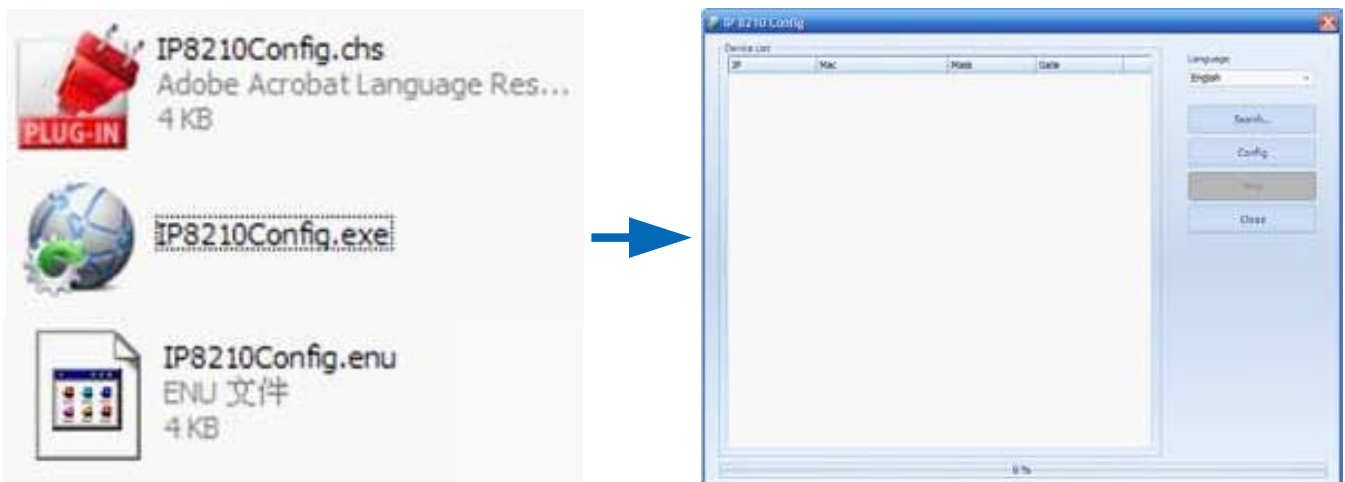 IP8210Config.chs
Adobe Acrobat Language Res...
4 KB
PLUG-IN
IP8210Config.exe
IP8210Config.enu
ENU 文件
4 KB
IP 8210 Config
Device List
IP Mac Mask Gate
Language
English
Search...
Config
Close
0 %